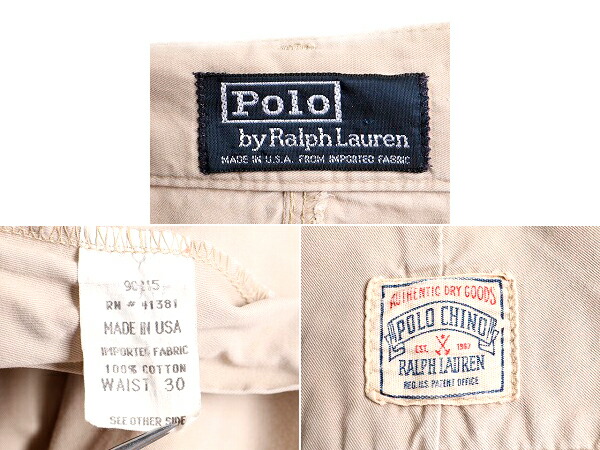 Polo
by Ralph Lauren
MADE IN U.S.A. FROM IMPORTED FABRIC
RN # 41381
MADE IN USA
IMPORTED FABRIC
100% COTTON
WAIST 30
SEE OTHER SIDE
AUTHENTIC DRY GOODS
POLO CHINO
EST. 1967
RALPH LAUREN
REG. U.S. PATENT OFFICE